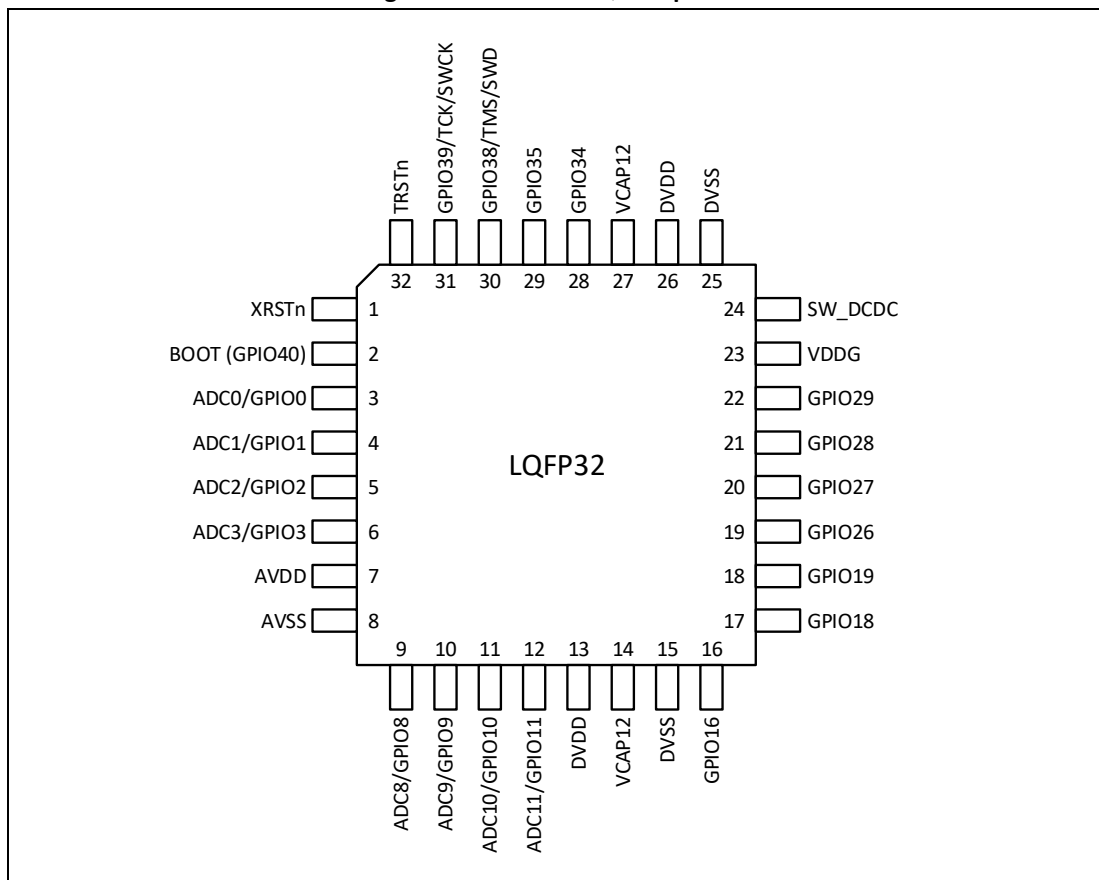 TRSTn
GPIO39/TCK/SWCK
GPIO38/TMS/SWD
GPIO35
GPIO34
VCAP12
DVDD
DVSS
32 31 30 29 28 27 26 25
XRSTn 1
BOOT (GPIO40) 2
ADC0/GPIO0 3
ADC1/GPIO1 4
ADC2/GPIO2 5
ADC3/GPIO3 6
AVDD 7
AVSS 8
LQFP32
24 SW_DCDC
23 VDDG
22 GPIO29
21 GPIO28
20 GPIO27
19 GPIO26
18 GPIO19
17 GPIO18
9 10 11 12 13 14 15 16
ADC8/GPIO8
ADC9/GPIO9
ADC10/GPIO10
ADC11/GPIO11
DVDD
VCAP12
DVSS
GPIO16